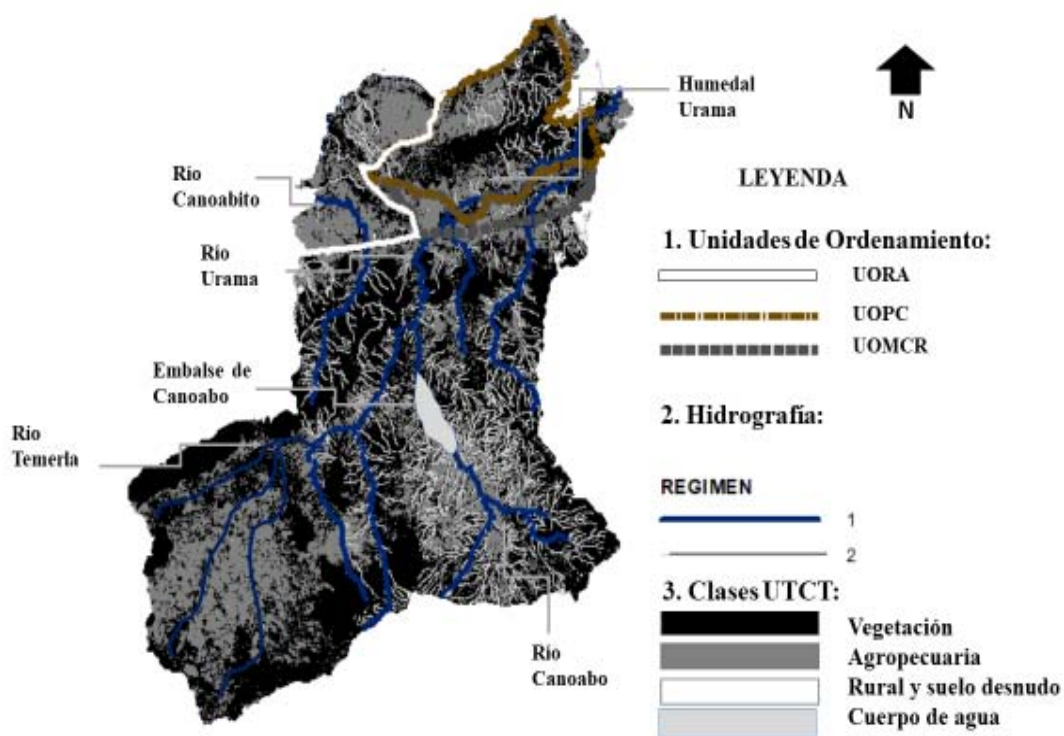 Humedal
Urama
N
Río
Canoabito
Río
Urama
Embalse de
Canoabo
Río
Temerla
Río
Canoabo
LEYENDA
1. Unidades de Ordenamiento:
UORA
UOPC
UOMCR
2. Hidrografía:
REGIMEN
1
2
3. Clases UTCT:
Vegetación
Agropecuaria
Rural y suelo desnudo
Cuerpo de agua